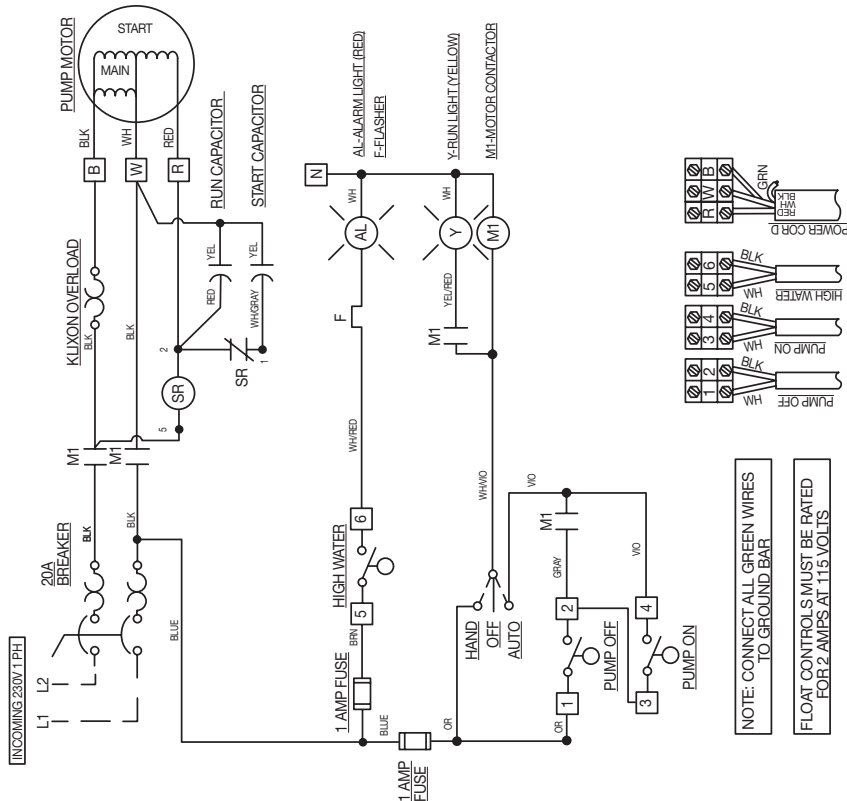 INCOMING 230V 1 PH
L2
L1
20A
BREAKER
BLK
BLK
M1
M1
5
SR
2
SR
1
KLIXON OVERLOAD
BLK
BLK
B
W
R
BLK
WH
RED
PUMP MOTOR
START
MAIN
RED
YEL
RUN CAPACITOR
WH/GRAY
YEL
START CAPACITOR
BLUE
1 AMP FUSE
BRN
5
HIGH WATER
6
WH/RED
F
AL
WH
N
AL-ALARM LIGHT (RED)
F-FLASHER
BLUE
1 AMP
FUSE
OR
HAND
OFF
AUTO
WH/VIO
M1
YEL/RED
Y
WH
M1
Y-RUN LIGHT (YELLOW)
M1-MOTOR CONTACTOR
VIO
OR
1
PUMP OFF
2
GRAY
M1
3
PUMP ON
4
VIO
NOTE: CONNECT ALL GREEN WIRES
TO GROUND BAR
FLOAT CONTROLS MUST BE RATED
FOR 2 AMPS AT 115 VOLTS
1 2
WH
BLK
PUMP OFF
3 4
WH
BLK
PUMP ON
5 6
WH
BLK
HIGH WATER
R W B
RED
WH
BLK
GRN
POWER COR D